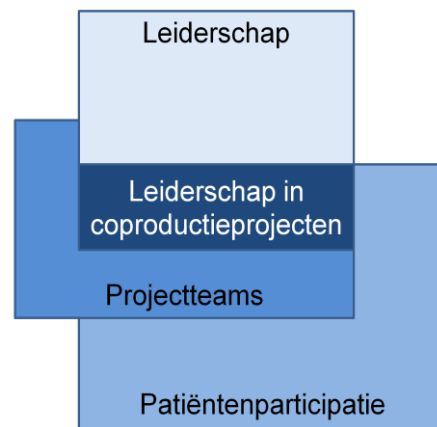 Leiderschap
Leiderschap in
coproductieprojecten
Projectteams
Patiëntenparticipatie